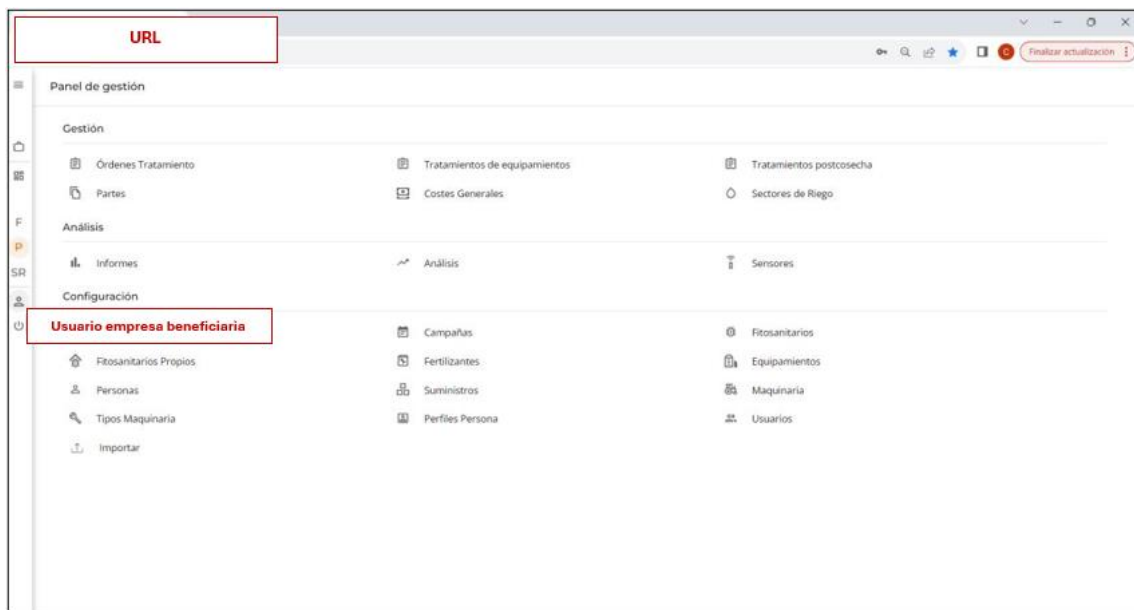 URL
C
Finalizar actualización
Panel de gestión
Gestión
Órdenes Tratamiento
Tratamientos de equipamientos
Tratamientos postcosecha
Partes
Costes Generales
Sectores de Riego
F
Análisis
P
Informes
Análisis
Sensores
SR
Configuración
Usuario empresa beneficiaria
Campañas
Fitosanitarios
Fitosanitarios Propios
Fertilizantes
Equipamientos
Personas
Suministros
Maquinaria
Tipos Maquinaria
Perfiles Persona
Usuarios
Importar